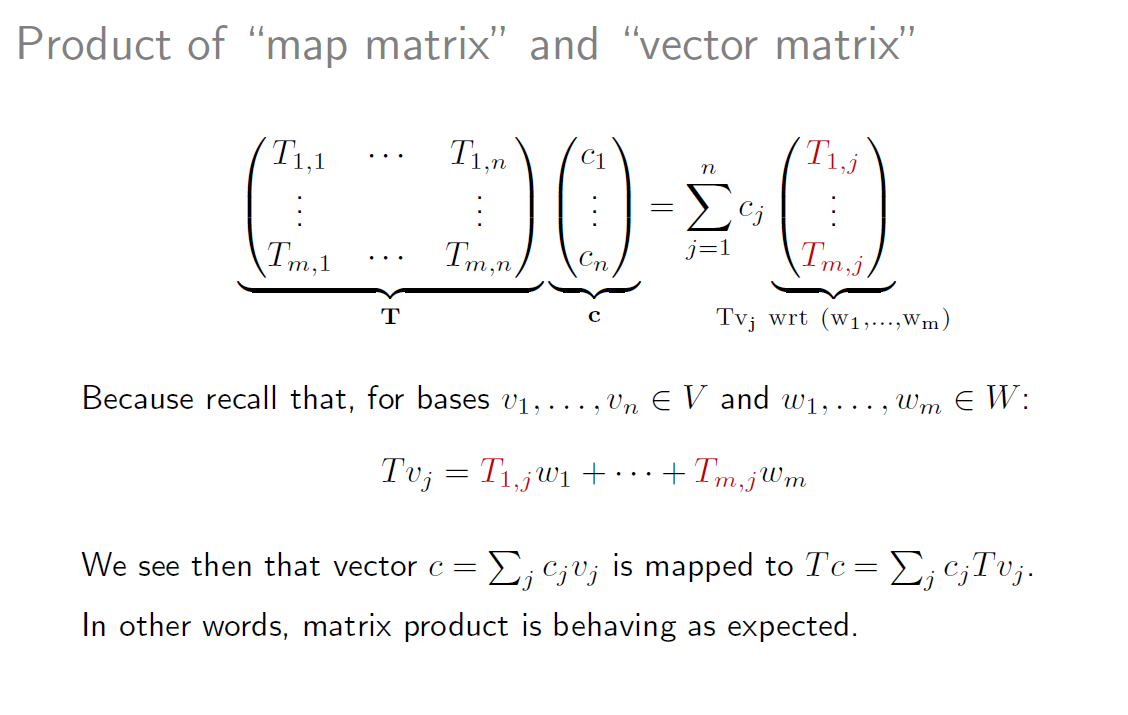 Product of “map matrix” and “vector matrix”
$\underbrace{\begin{pmatrix} T_{1,1} & \cdots & T_{1,n} \\ \vdots & & \vdots \\ T_{m,1} & \cdots & T_{m,n} \end{pmatrix}}_{\mathbf{T}} \underbrace{\begin{pmatrix} c_1 \\ \vdots \\ c_n \end{pmatrix}}_{\mathbf{c}} = \sum_{j=1}^{n} c_j \underbrace{\begin{pmatrix} T_{1,j} \\ \vdots \\ T_{m,j} \end{pmatrix}}_{\mathrm{Tv_j\ wrt\ (w_1,\ldots,w_m)}}$
Because recall that, for bases $v_1, \ldots, v_n \in V$ and $w_1, \ldots, w_m \in W$:
$Tv_j = T_{1,j}w_1 + \cdots + T_{m,j}w_m$
We see then that vector $c = \sum_j c_j v_j$ is mapped to $Tc = \sum_j c_j Tv_j$.
In other words, matrix product is behaving as expected.